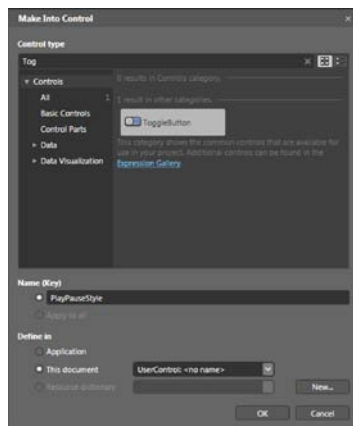 Make Into Control
×
Control type
Tog
Controls
0 results in Controls category.
All 1
1 result in other categories.
Basic Controls
ToggleButton
Control Parts
Data
This category shows the common controls that are available for
Data Visualization
use in your project. Additional controls can be found in the
Expression Gallery
Name (Key)
PlayPauseStyle
Apply to all
Define in
Application
This document
UserControl: <no name>
Resource dictionary
New...
OK
Cancel